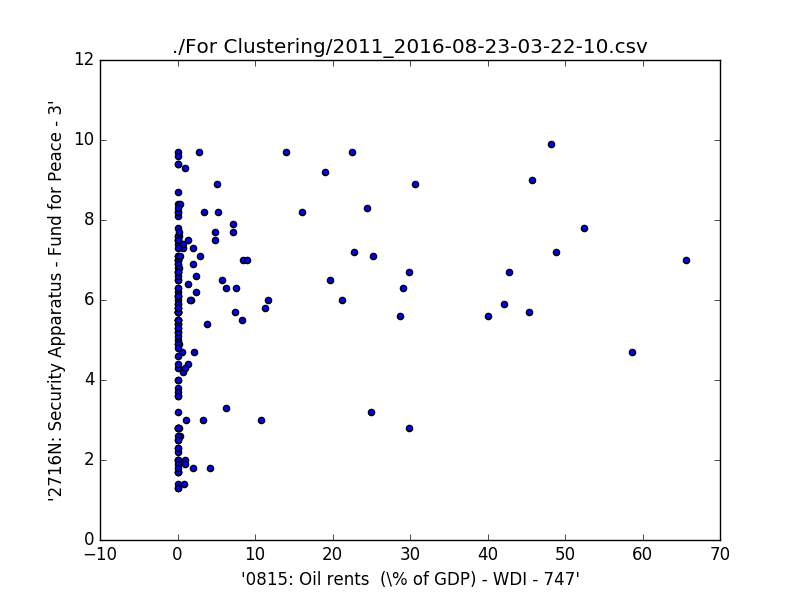 ./For Clustering/2011_2016-08-23-03-22-10.csv
12
10
8
6
4
2
0
'2716N: Security Apparatus - Fund for Peace - 3'
−10 0 10 20 30 40 50 60 70
'0815: Oil rents  (\% of GDP) - WDI - 747'